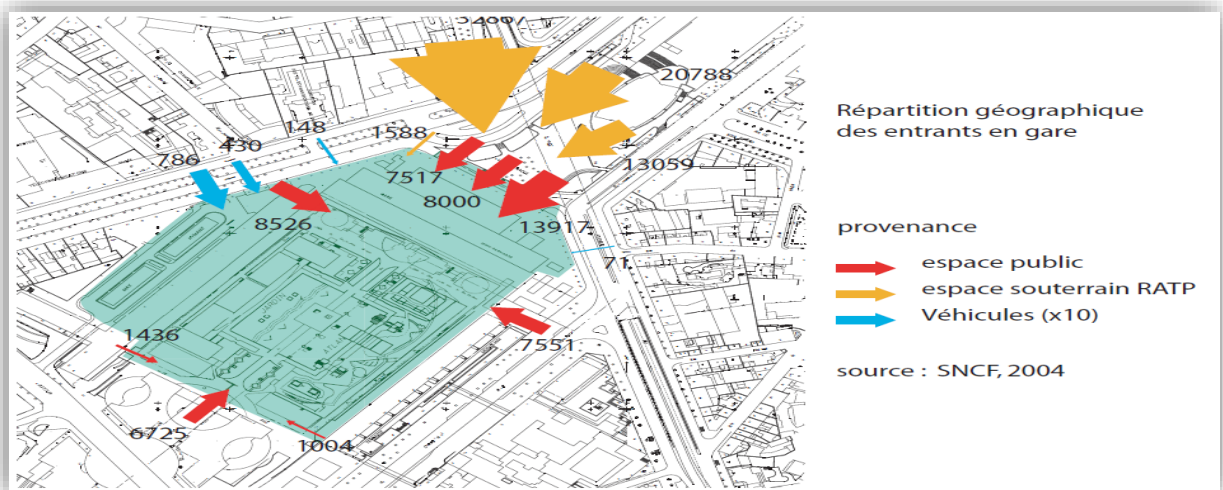 20788
148
1588
430
786
13059
7517
8000
8526
13917
71
1436
7551
6725
1004
Répartition géographique
des entrants en gare
provenance
espace public
espace souterrain RATP
Véhicules (x10)
source : SNCF, 2004